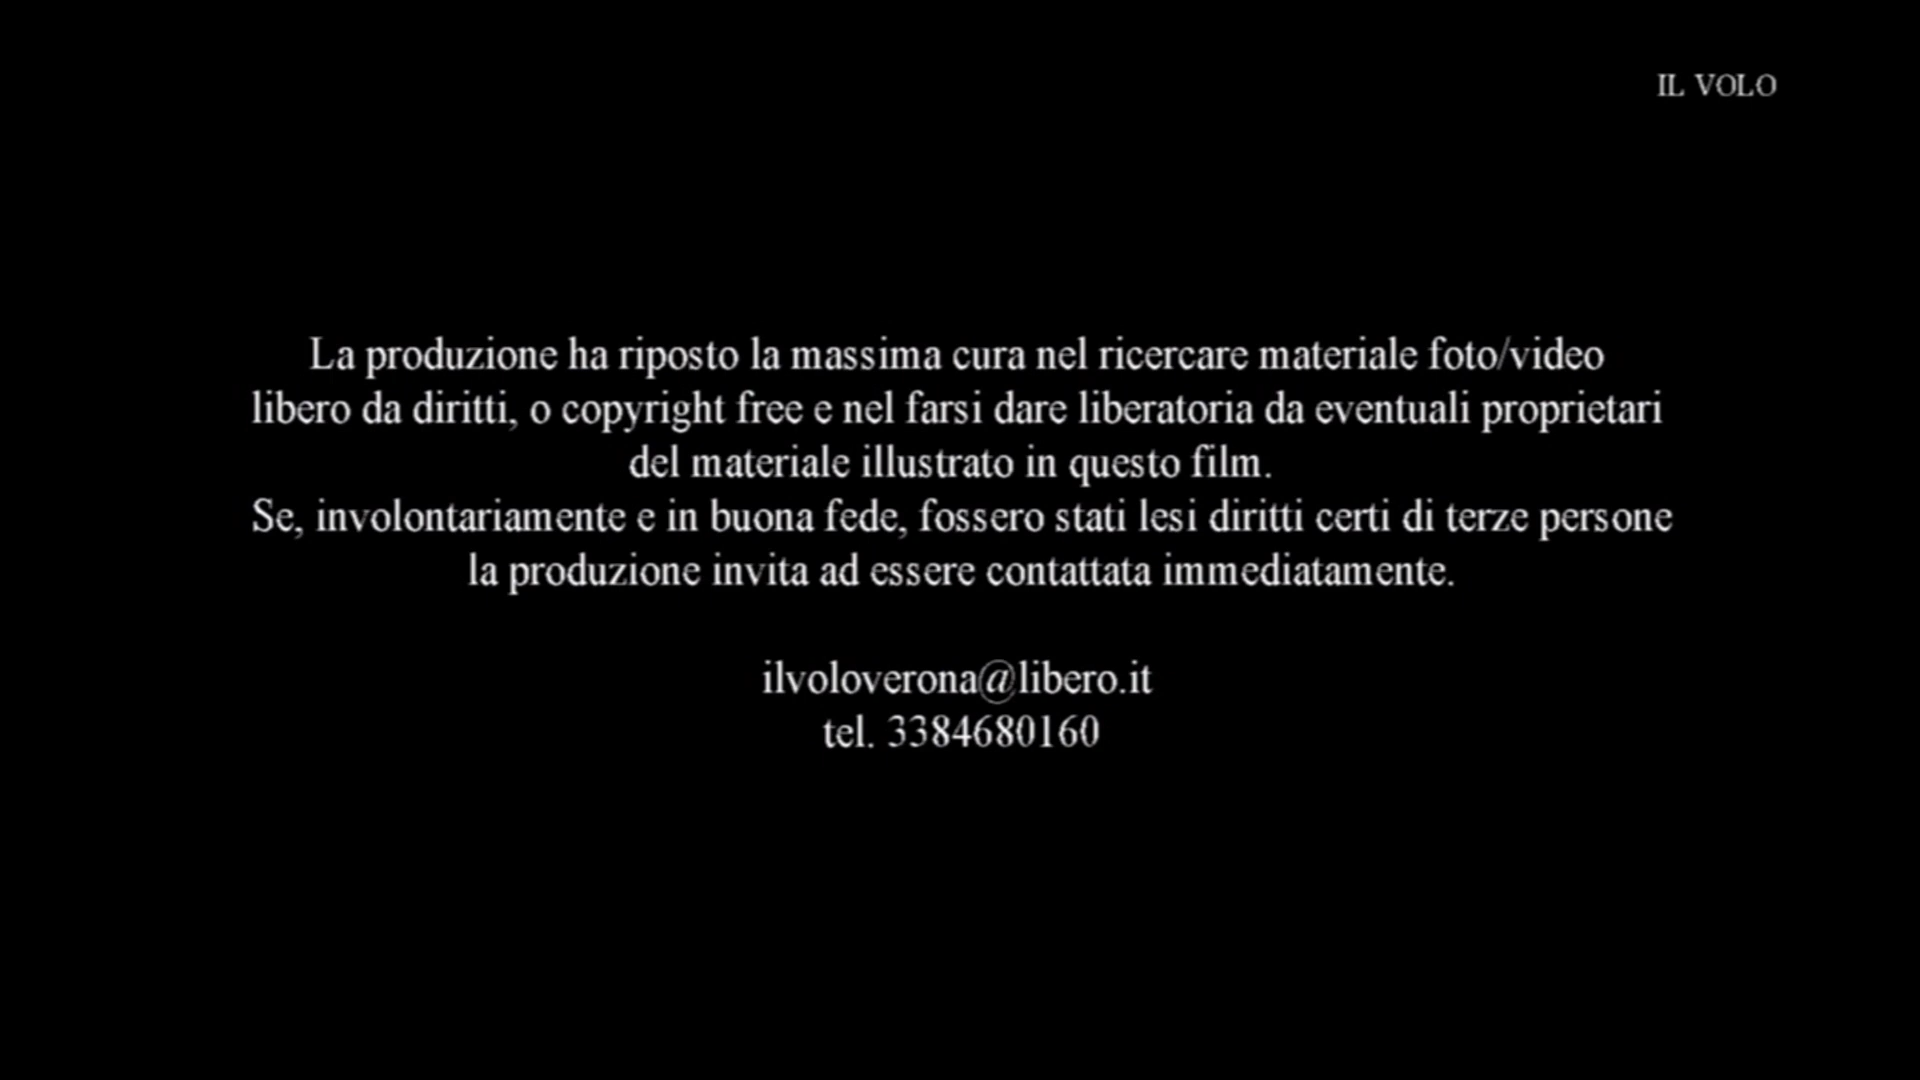 IL VOLO
La produzione ha riposto la massima cura nel ricercare materiale foto/video
libero da diritti, o copyright free e nel farsi dare liberatoria da eventuali proprietari
del materiale illustrato in questo film.
Se, involontariamente e in buona fede, fossero stati lesi diritti certi di terze persone
la produzione invita ad essere contattata immediatamente.
ilvoloverona@libero.it
tel. 3384680160